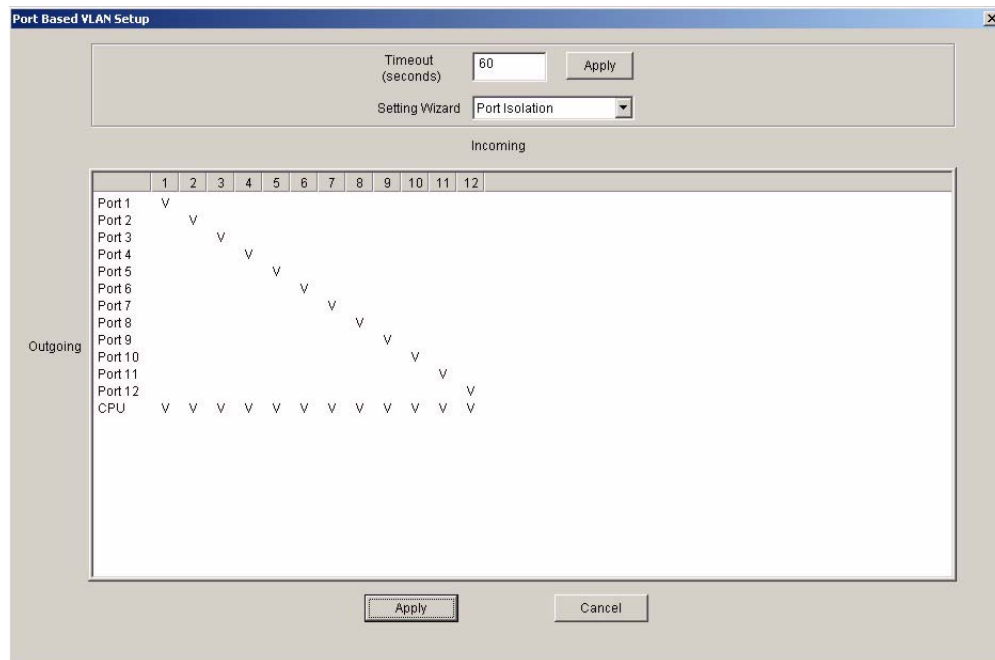 Port Based VLAN Setup
Timeout
(seconds)
60
Apply
Setting Wizard
Port Isolation
Incoming
1 2 3 4 5 6 7 8 9 10 11 12
Port 1 V
Port 2 V
Port 3 V
Port 4 V
Port 5 V
Port 6 V
Port 7 V
Port 8 V
Port 9 V
Port 10 V
Port 11 V
Port 12 V
CPU V V V V V V V V V V V V
Outgoing
Apply
Cancel